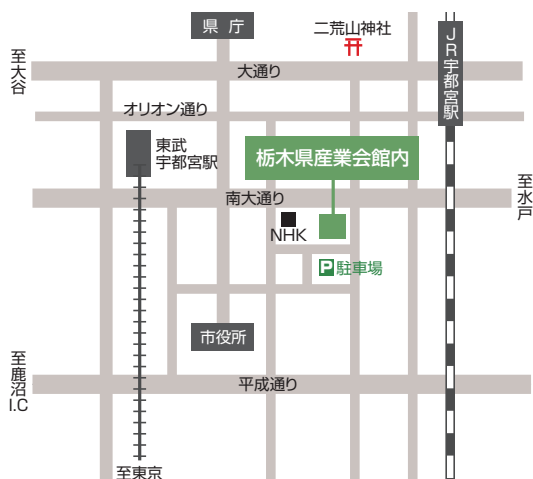 県 庁
二荒山神社
JR宇都宮駅
至大谷
大通り
オリオン通り
東武
宇都宮駅
栃木県産業会館内
至水戸
南大通り
NHK
P 駐車場
市役所
至鹿沼I.C
平成通り
至東京